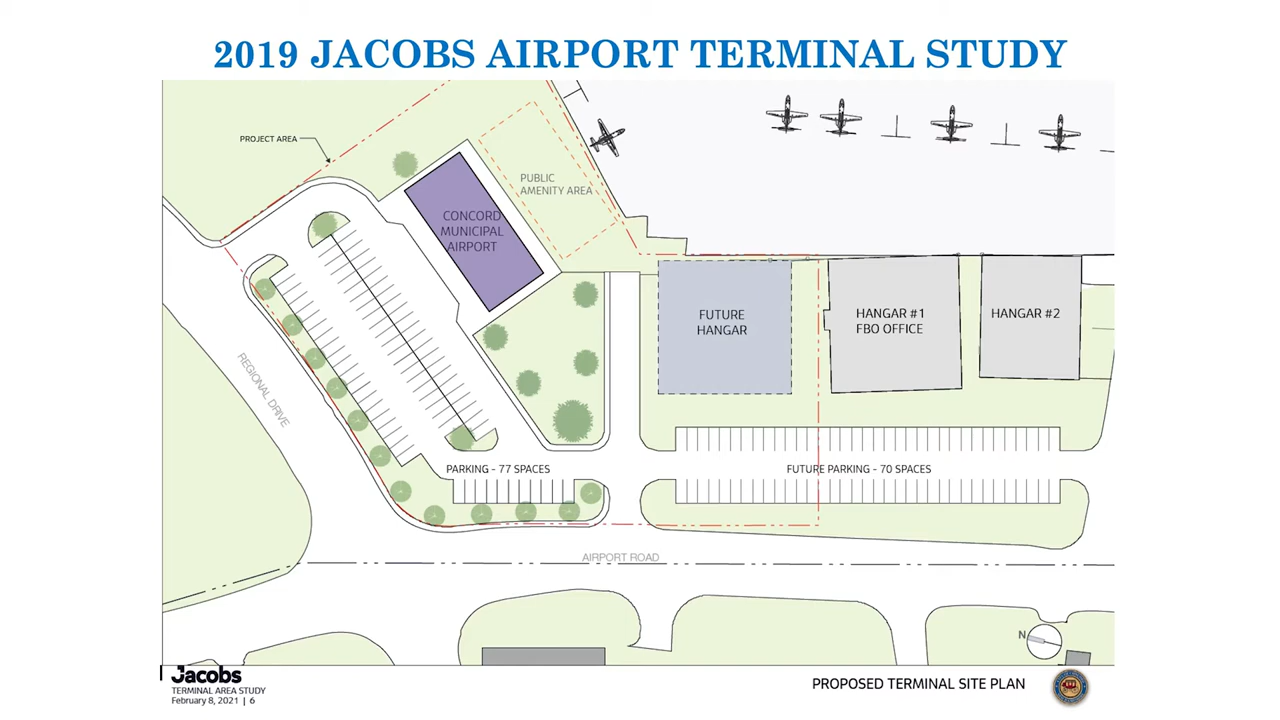 2019 JACOBS AIRPORT TERMINAL STUDY
PROJECT AREA
PUBLIC
AMENITY AREA
CONCORD
MUNICIPAL
AIRPORT
FUTURE
HANGAR
HANGAR #1
FBO OFFICE
HANGAR #2
REGIONAL DRIVE
PARKING - 77 SPACES
FUTURE PARKING - 70 SPACES
AIRPORT ROAD
N
Jacobs
TERMINAL AREA STUDY
February 8, 2021 | 6
PROPOSED TERMINAL SITE PLAN